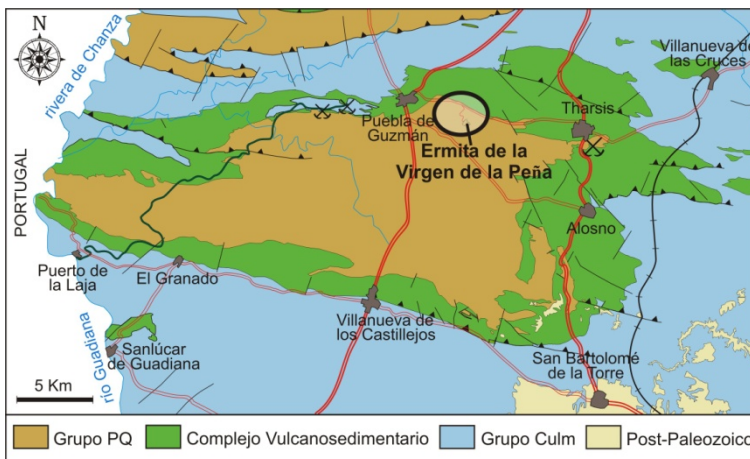 N
rivera de Chanza
Villanueva de
las Cruces
Puebla de
Guzmán
Tharsis
Ermita de la
Virgen de la Peña
PORTUGAL
Alosno
Puerto de
la Laja
El Granado
Villanueva de
los Castillejos
río Guadiana
Sanlúcar
de Guadiana
San Bartolomé
de la Torre
5 Km
Grupo PQ
Complejo Vulcanosedimentario
Grupo Culm
Post-Paleozoico